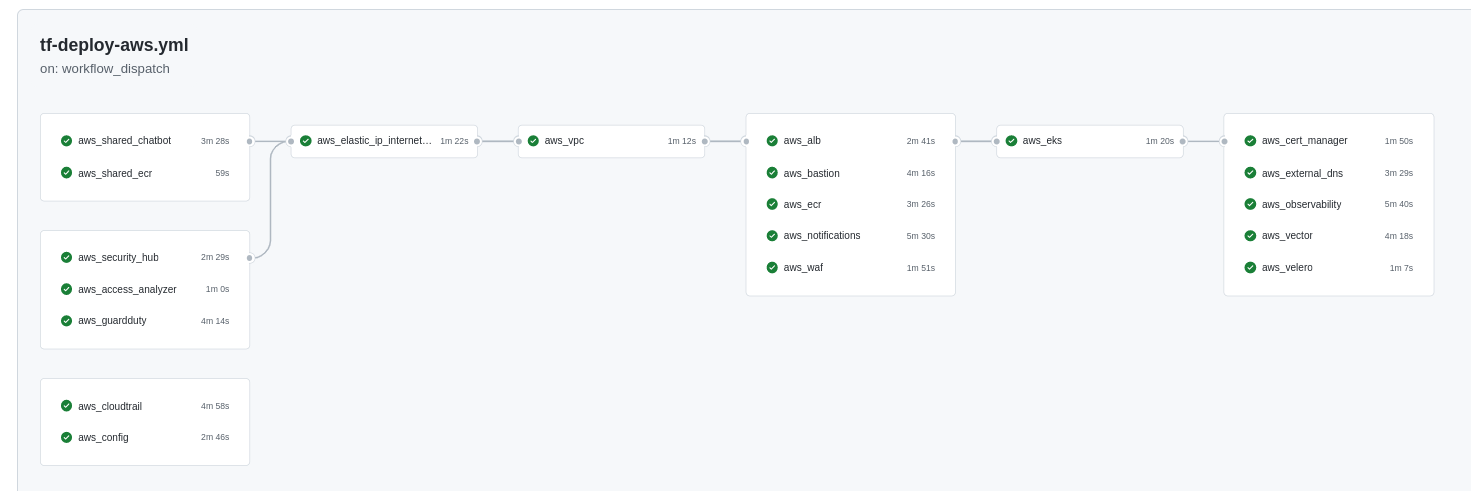 tf-deploy-aws.yml
on: workflow_dispatch
aws_shared_chatbot 3m 28s
aws_shared_ecr 59s
aws_security_hub 2m 29s
aws_access_analyzer 1m 0s
aws_guardduty 4m 14s
aws_cloudtrail 4m 58s
aws_config 2m 46s
aws_elastic_ip_internet... 1m 22s
aws_vpc 1m 12s
aws_alb 2m 41s
aws_bastion 4m 16s
aws_ecr 3m 26s
aws_notifications 5m 30s
aws_waf 1m 51s
aws_eks 1m 20s
aws_cert_manager 1m 50s
aws_external_dns 3m 29s
aws_observability 5m 40s
aws_vector 4m 18s
aws_velero 1m 7s